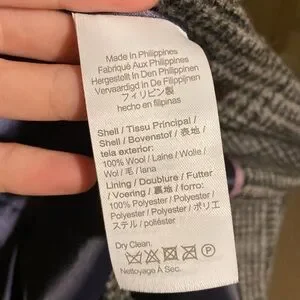 Made In Philippines
Fabriqué Aux Philippines
Hergestellt In Den Philippinen
Vervaardigd In De Filippijnen
フィリピン製
hecho en filipinas
Shell / Tissu Principal /
Shell / Bovenstof / 表地 /
tela exterior:
100% Wool / Laine / Wolle /
Wol / 毛 / lana
Lining / Doublure / Futter
/ Voering / 裏地 / forro:
100% Polyester / Polyester /
Polyester / Polyester / ポリエ
ステル / poliéster
Dry Clean.
P
Nettoyage À Sec.